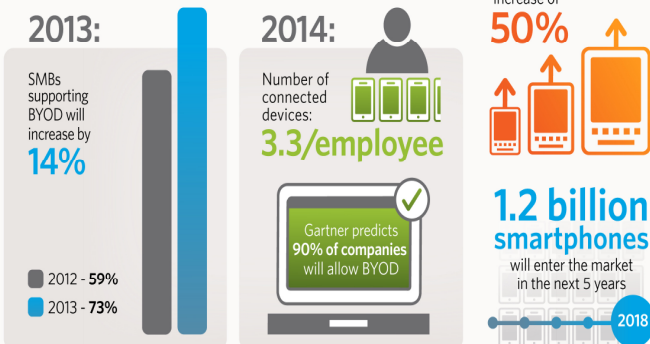 2013:
SMBs
supporting
BYOD will
increase by
14%
2012 - 59%
2013 - 73%
2014:
Number of
connected
devices:
3.3/employee
Gartner predicts
90% of companies
will allow BYOD
increase of
50%
1.2 billion
smartphones
will enter the market
in the next 5 years
2018